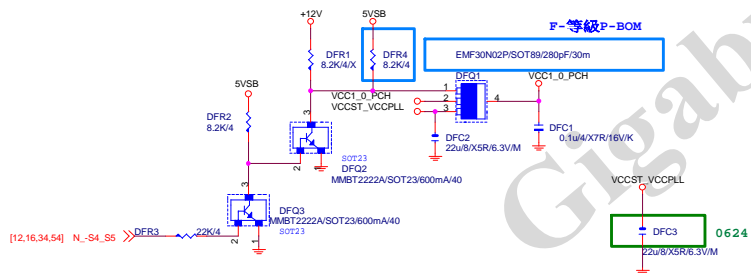 +12V
5VSB
F-等級P-BOM
DFR1
8.2K/4/X
DFR4
8.2K/4
EMF30N02P/SOT89/280pF/30m
5VSB
DFR2
8.2K/4
VCC1_0_PCH
VCCST_VCCPLL
DFQ1
1
2
3
4
VCC1_0_PCH
DFC2
22u/8/X5R/6.3V/M
DFC1
0.1u/4/X7R/16V/K
3
2
1
SOT23
DFQ2
MMBT2222A/SOT23/600mA/40
3
DFQ3
MMBT2222A/SOT23/600mA/40
2
1
SOT23
[12,16,34,54] N_-S4_S5
DFR3
22K/4
VCCST_VCCPLL
DFC3
22u/8/X5R/6.3V/M
0624
Gigab